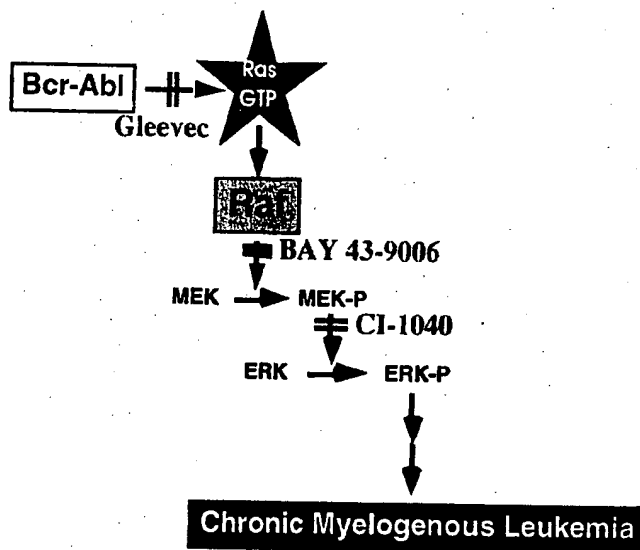 Ras
Bcr-Abl
GTP
Gleevec
Raf
BAY 43-9006
MEK
MEK-P
CI-1040
ERK
ERK-P
Chronic Myelogenous Leukemia